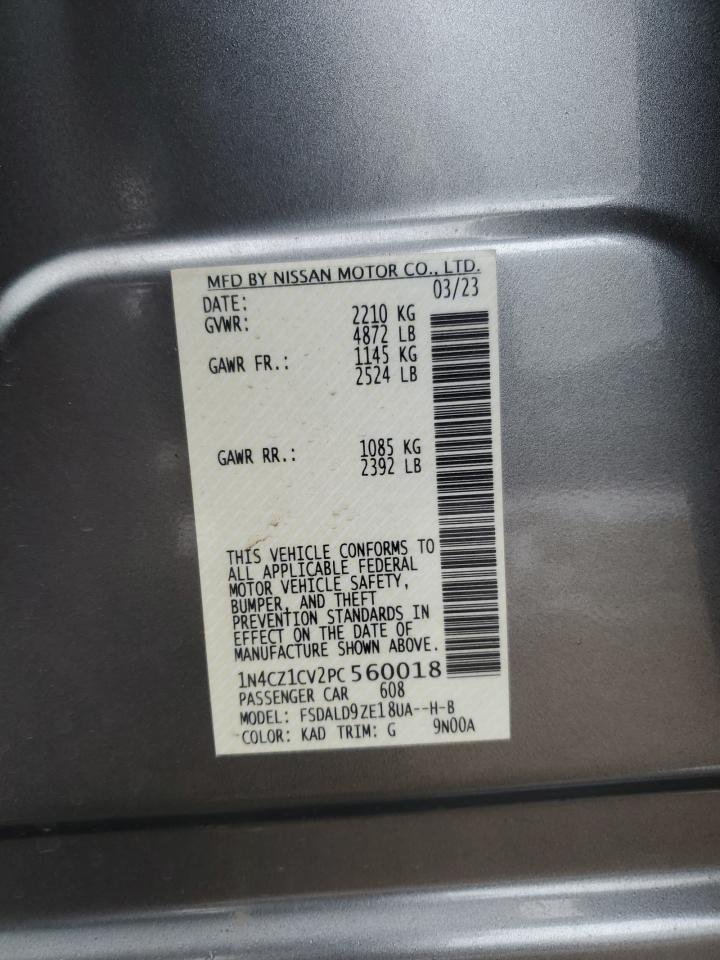 MFD BY NISSAN MOTOR CO., LTD.
DATE: 03/23
GVWR: 2210 KG
4872 LB
GAWR FR.: 1145 KG
2524 LB
GAWR RR.: 1085 KG
2392 LB
THIS VEHICLE CONFORMS TO
ALL APPLICABLE FEDERAL
MOTOR VEHICLE SAFETY,
BUMPER, AND THEFT
PREVENTION STANDARDS IN
EFFECT ON THE DATE OF
MANUFACTURE SHOWN ABOVE.
1N4CZ1CV2PC560018
PASSENGER CAR 608
MODEL: FSDALD9ZE18UA--H-B
COLOR: KAD TRIM: G 9N00A